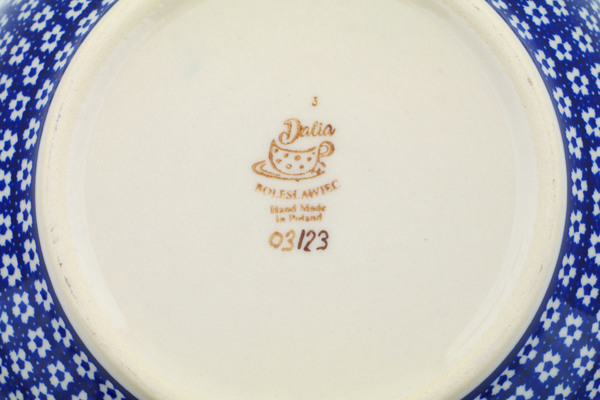 3
Dalia
BOLESŁAWIEC
Hand Made
in Poland
03/23